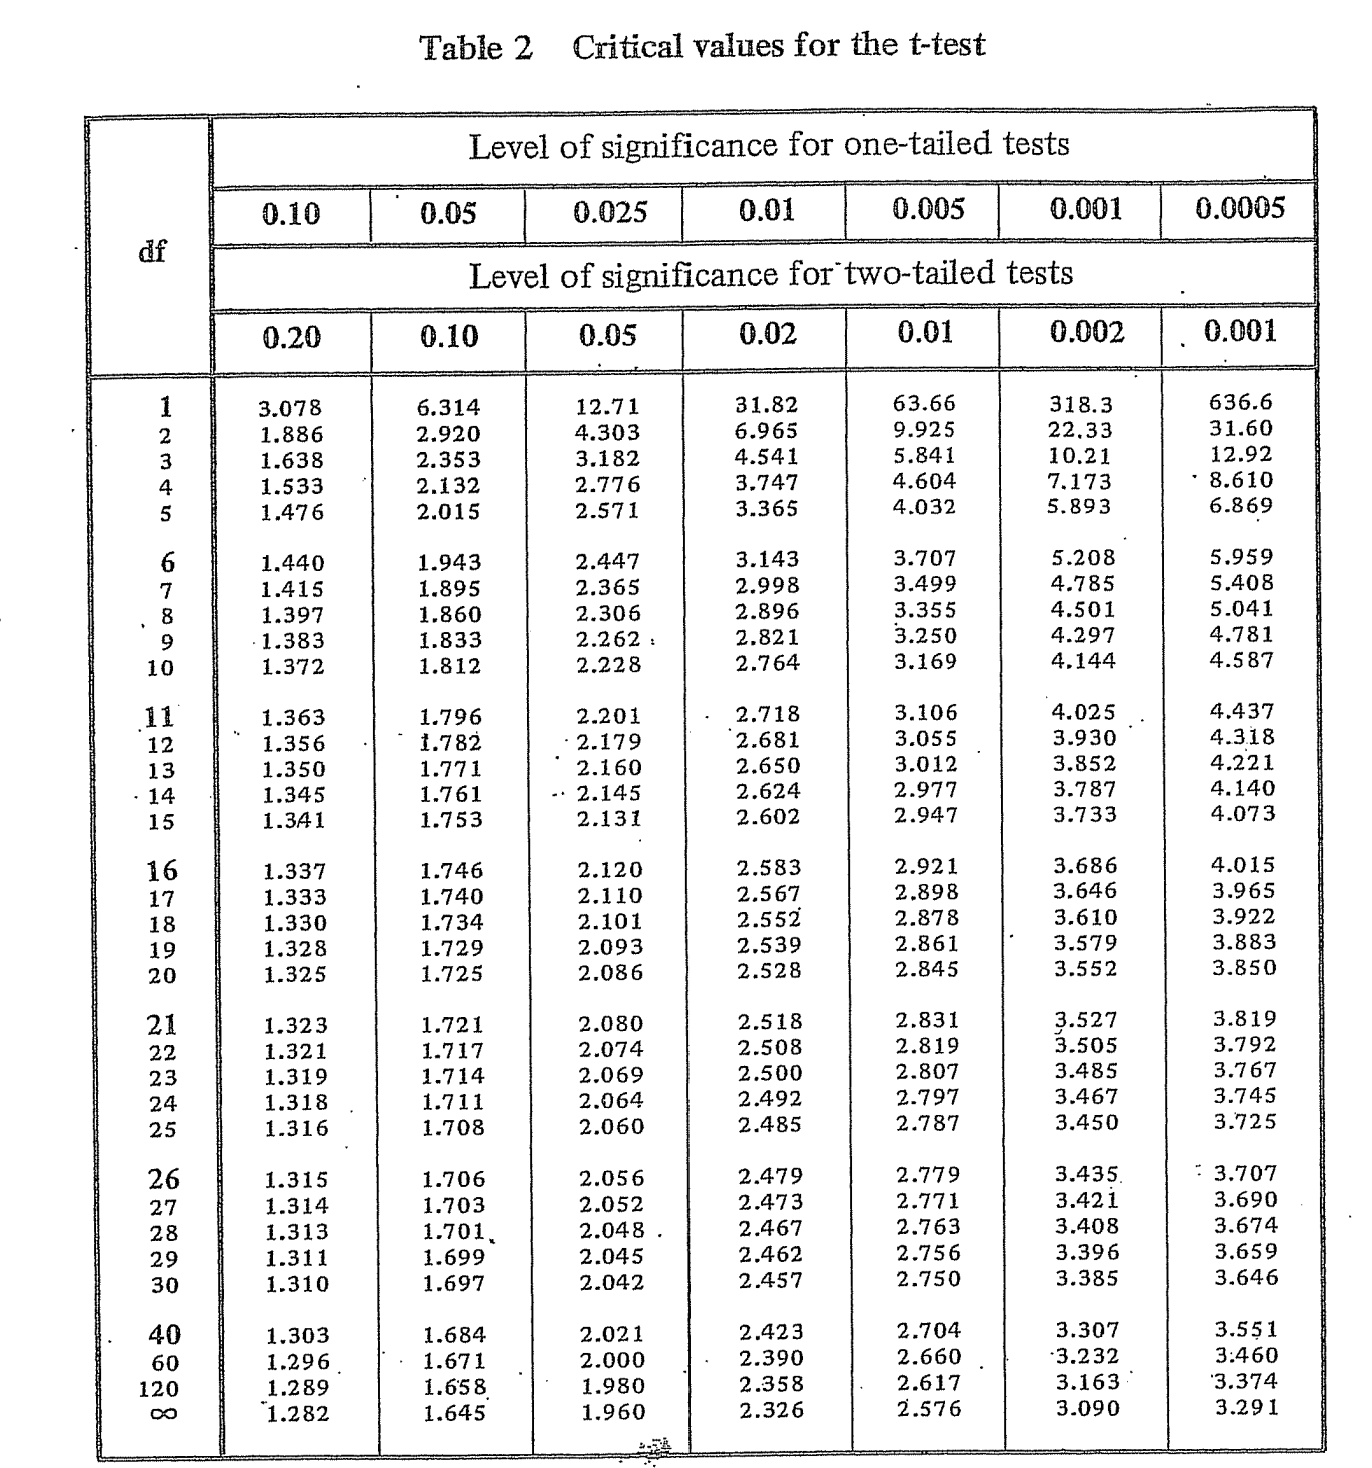 Table 2 Critical values for the t-test
Level of significance for one-tailed tests
0.10 0.05 0.025 0.01 0.005 0.001 0.0005
df
Level of significance for two-tailed tests
0.20 0.10 0.05 0.02 0.01 0.002 0.001
1 3.078 6.314 12.71 31.82 63.66 318.3 636.6
2 1.886 2.920 4.303 6.965 9.925 22.33 31.60
3 1.638 2.353 3.182 4.541 5.841 10.21 12.92
4 1.533 2.132 2.776 3.747 4.604 7.173 8.610
5 1.476 2.015 2.571 3.365 4.032 5.893 6.869
6 1.440 1.943 2.447 3.143 3.707 5.208 5.959
7 1.415 1.895 2.365 2.998 3.499 4.785 5.408
8 1.397 1.860 2.306 2.896 3.355 4.501 5.041
9 1.383 1.833 2.262 2.821 3.250 4.297 4.781
10 1.372 1.812 2.228 2.764 3.169 4.144 4.587
11 1.363 1.796 2.201 2.718 3.106 4.025 4.437
12 1.356 1.782 2.179 2.681 3.055 3.930 4.318
13 1.350 1.771 2.160 2.650 3.012 3.852 4.221
14 1.345 1.761 2.145 2.624 2.977 3.787 4.140
15 1.341 1.753 2.131 2.602 2.947 3.733 4.073
16 1.337 1.746 2.120 2.583 2.921 3.686 4.015
17 1.333 1.740 2.110 2.567 2.898 3.646 3.965
18 1.330 1.734 2.101 2.552 2.878 3.610 3.922
19 1.328 1.729 2.093 2.539 2.861 3.579 3.883
20 1.325 1.725 2.086 2.528 2.845 3.552 3.850
21 1.323 1.721 2.080 2.518 2.831 3.527 3.819
22 1.321 1.717 2.074 2.508 2.819 3.505 3.792
23 1.319 1.714 2.069 2.500 2.807 3.485 3.767
24 1.318 1.711 2.064 2.492 2.797 3.467 3.745
25 1.316 1.708 2.060 2.485 2.787 3.450 3.725
26 1.315 1.706 2.056 2.479 2.779 3.435 3.707
27 1.314 1.703 2.052 2.473 2.771 3.421 3.690
28 1.313 1.701 2.048 2.467 2.763 3.408 3.674
29 1.311 1.699 2.045 2.462 2.756 3.396 3.659
30 1.310 1.697 2.042 2.457 2.750 3.385 3.646
40 1.303 1.684 2.021 2.423 2.704 3.307 3.551
60 1.296 1.671 2.000 2.390 2.660 3.232 3.460
120 1.289 1.658 1.980 2.358 2.617 3.163 3.374
∞ 1.282 1.645 1.960 2.326 2.576 3.090 3.291